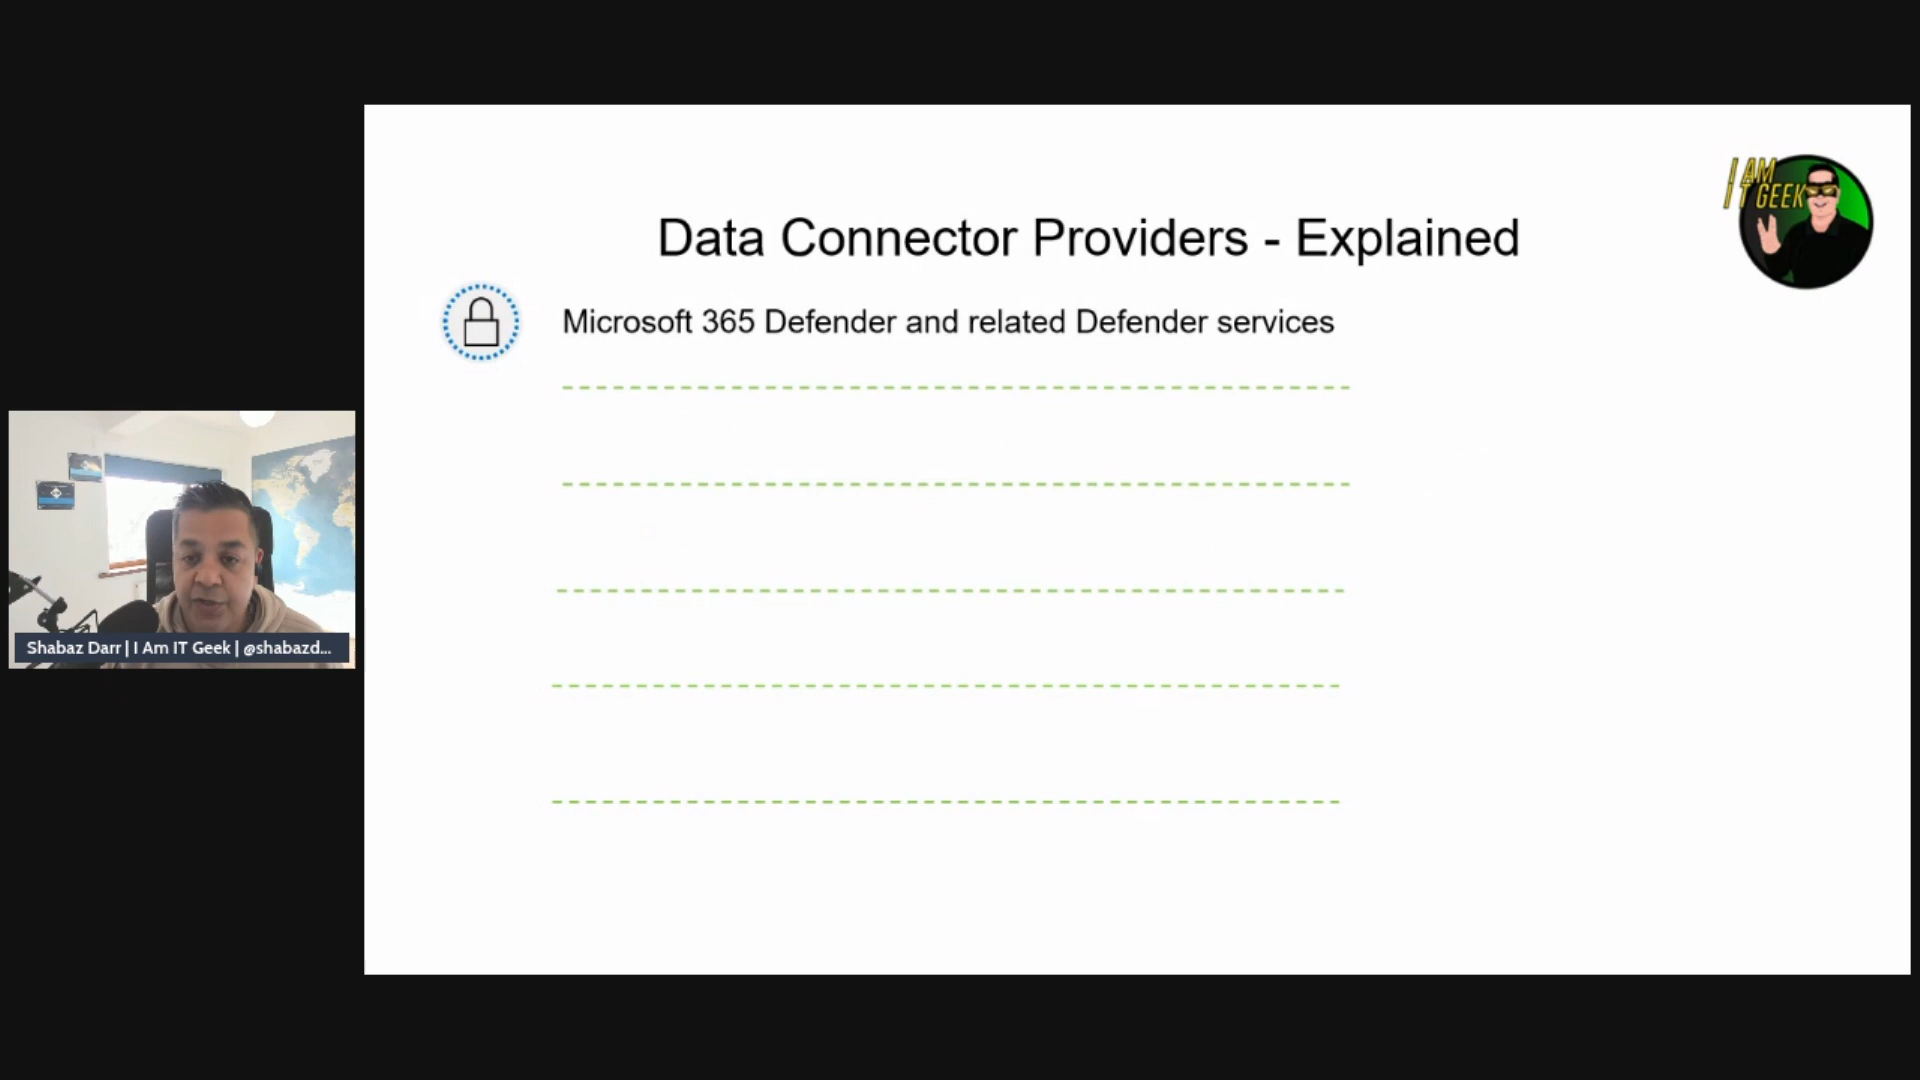 I AM
IT GEEK
Data Connector Providers - Explained
Microsoft 365 Defender and related Defender services
Shabaz Darr | I Am IT Geek | @shabazd...